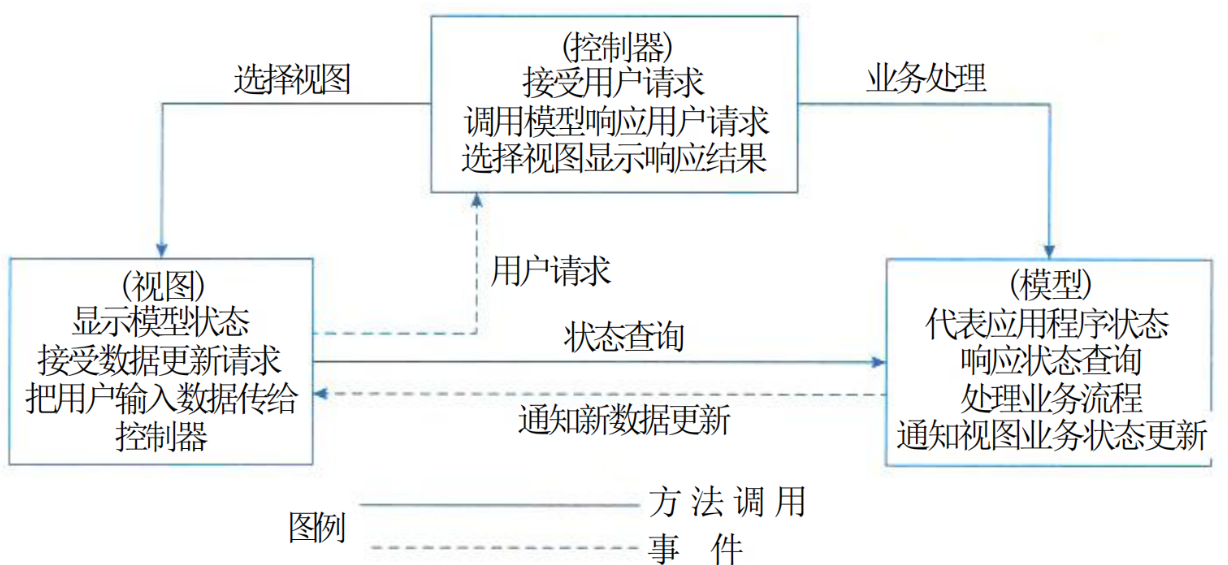 (控制器)
接受用户请求
调用模型响应用户请求
选择视图显示响应结果
选择视图
业务处理
用户请求
(视图)
显示模型状态
接受数据更新请求
把用户输入数据传给
控制器
状态查询
通知新数据更新
(模型)
代表应用程序状态
响应状态查询
处理业务流程
通知视图业务状态更新
图例
方法调用
事 件